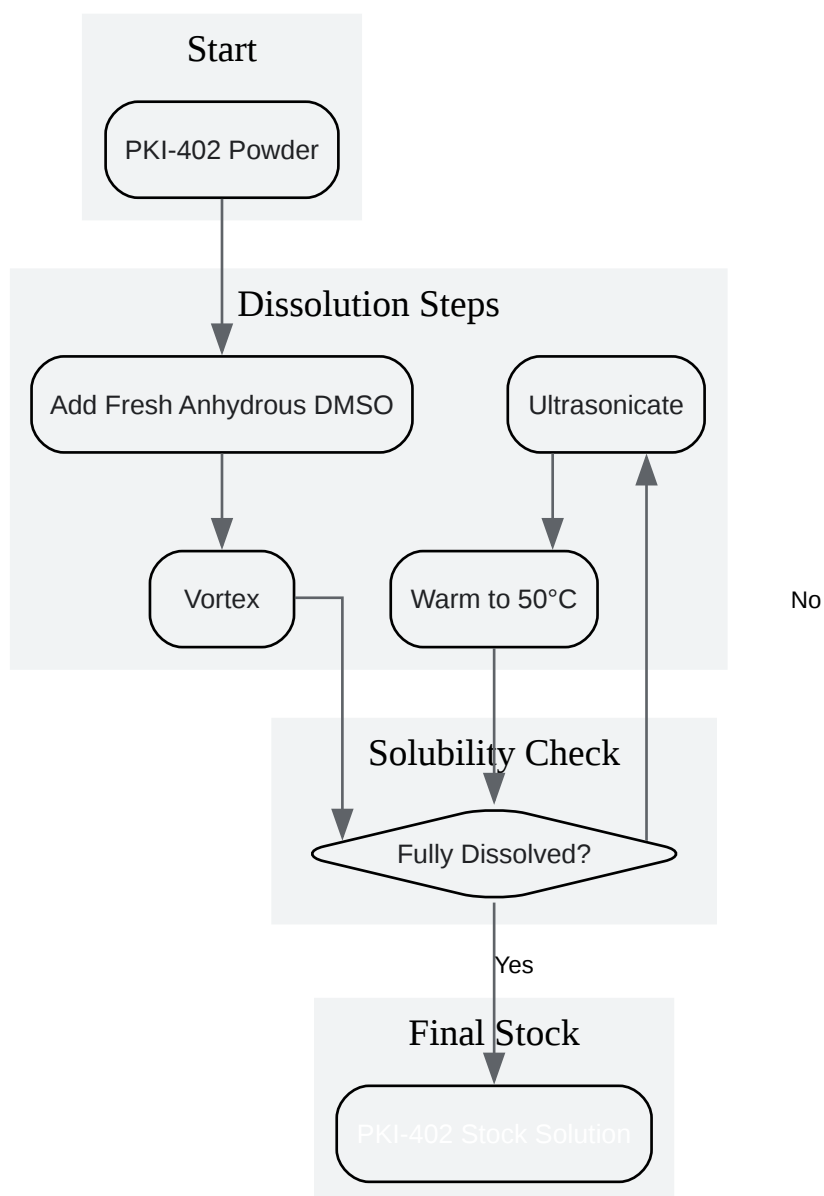 Start
PKI-402 Powder
Dissolution Steps
Add Fresh Anhydrous DMSO
Ultrasonicate
Vortex
Warm to 50°C
No
Solubility Check
Fully Dissolved?
Yes
Final Stock
PKI-402 Stock Solution